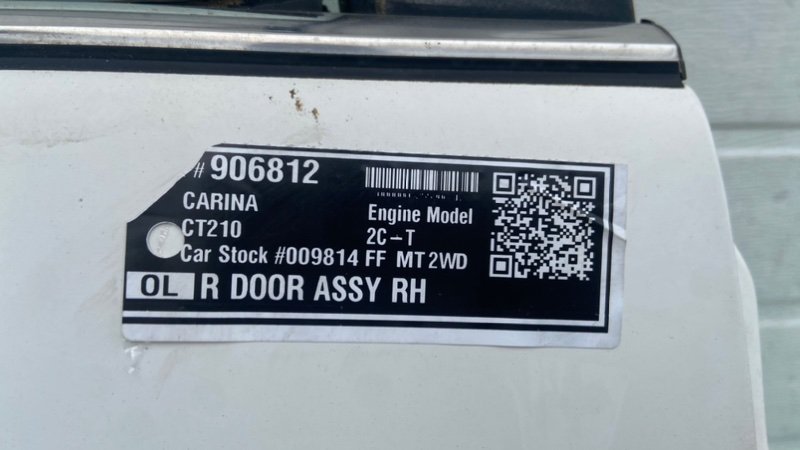 # 906812
CARINA
CT210
Engine Model
2C-T
Car Stock #009814 FF MT 2WD
OL R DOOR ASSY RH